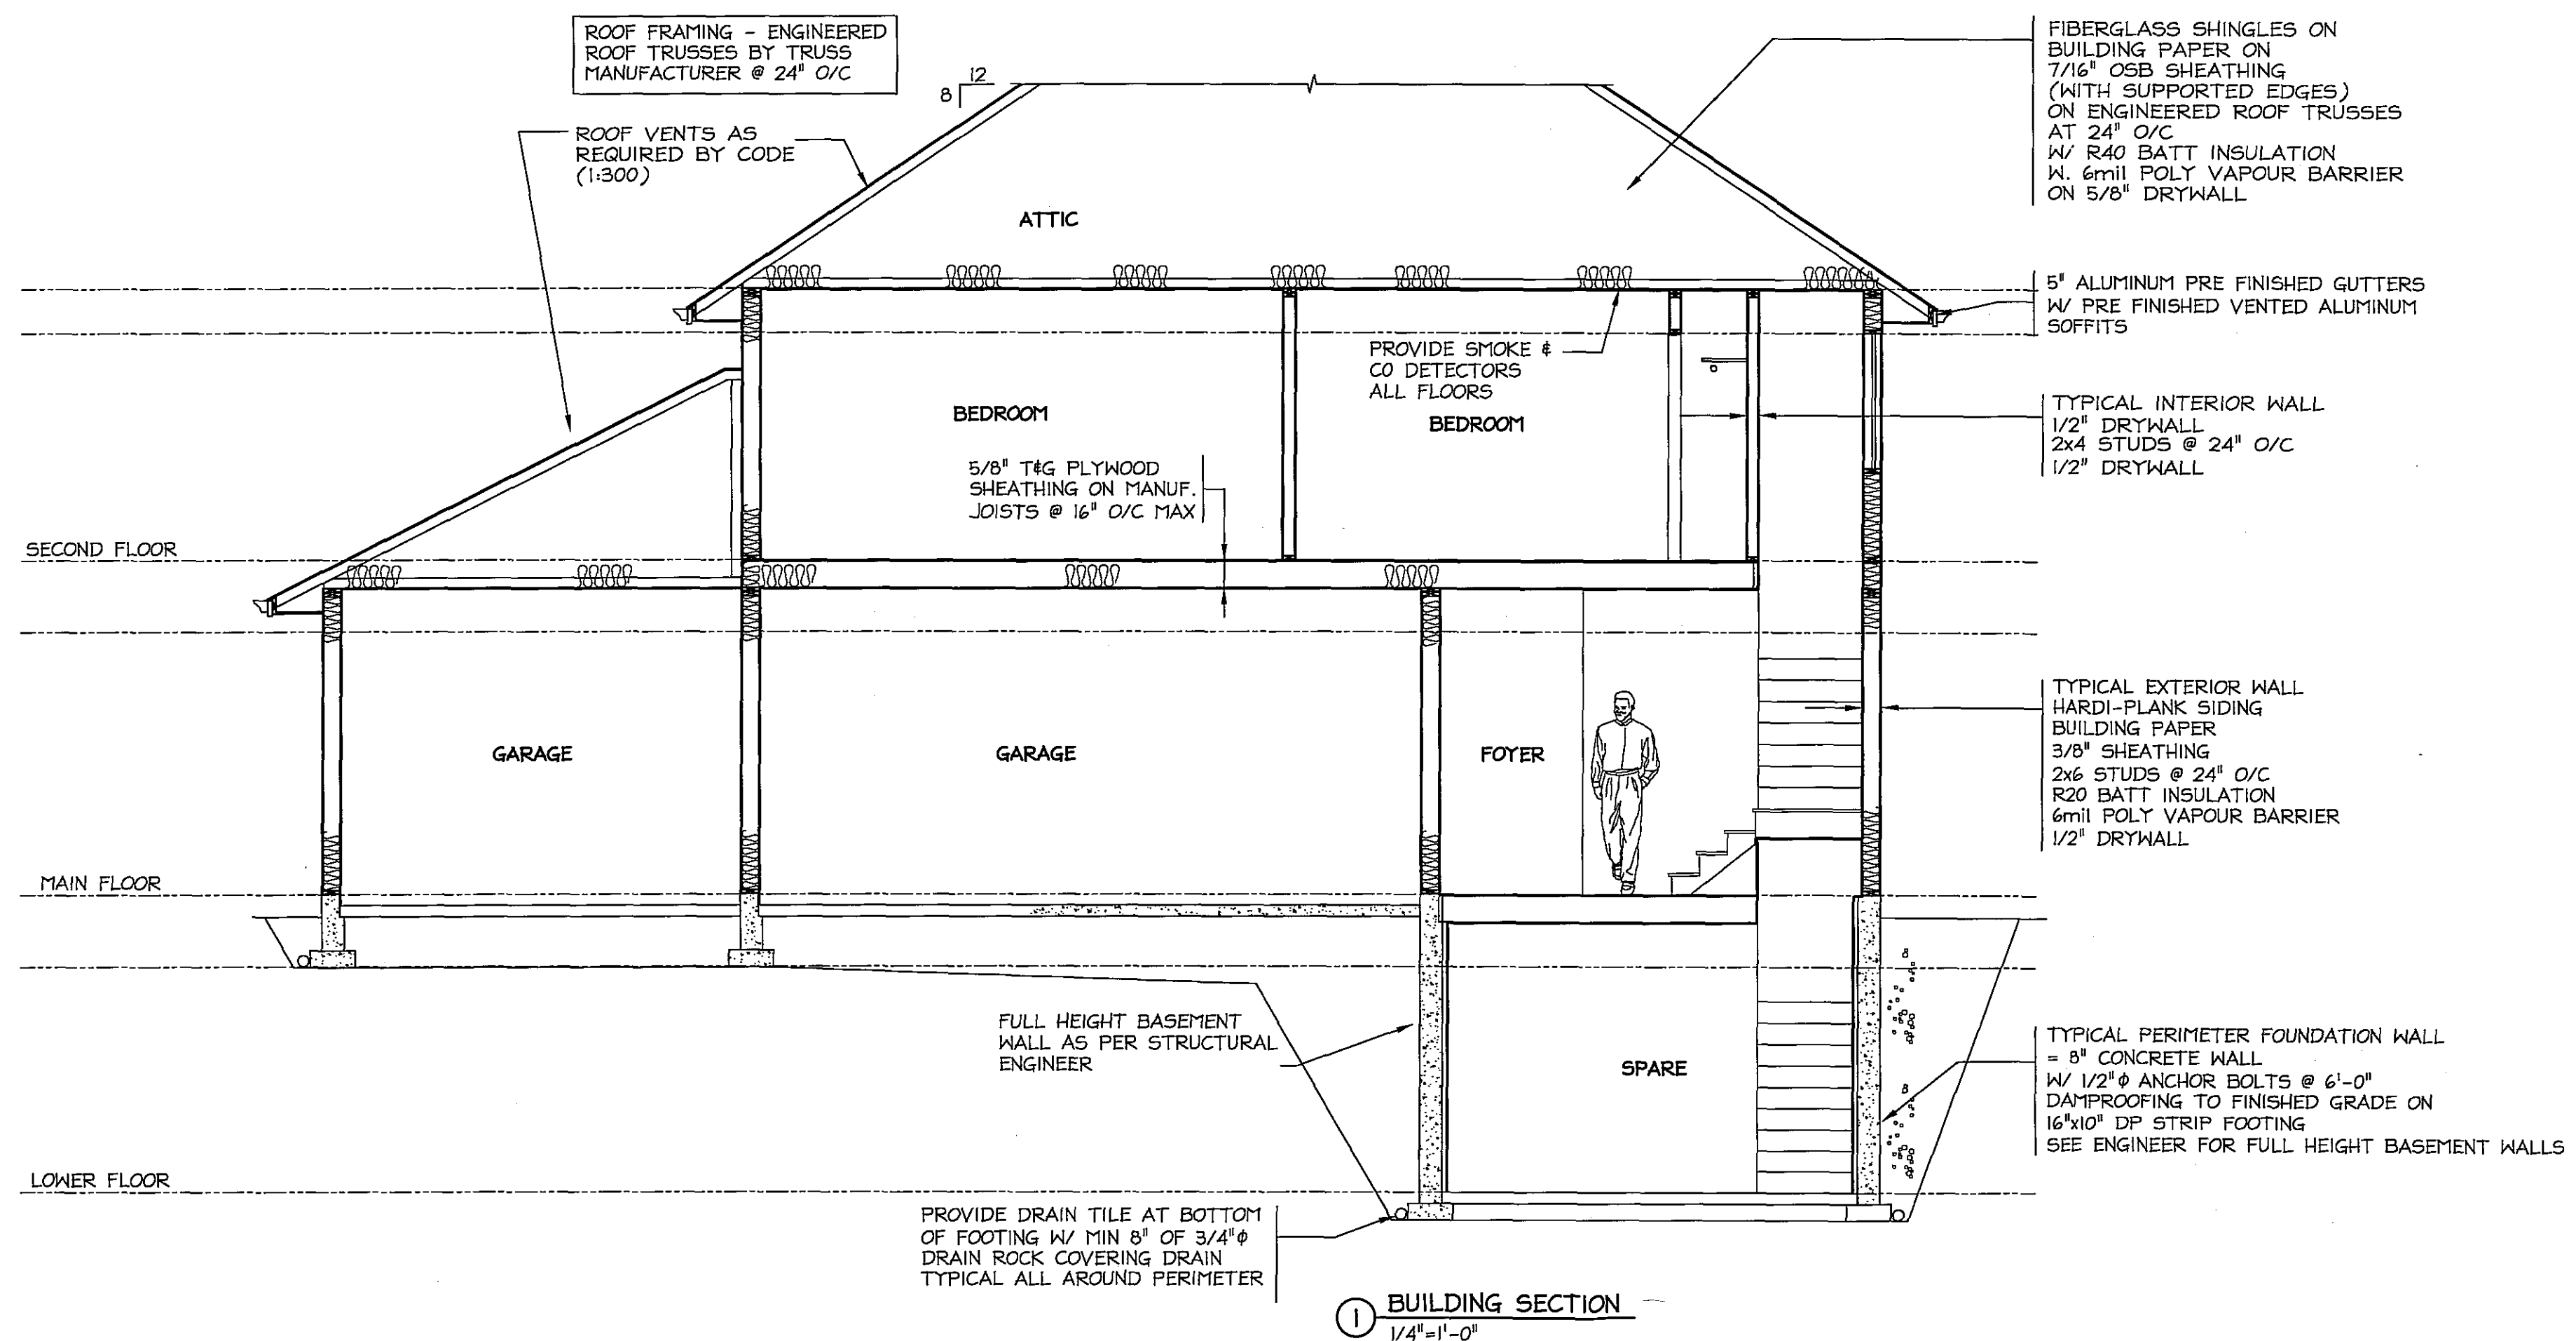 ROOF FRAMING - ENGINEERED
ROOF TRUSSES BY TRUSS
MANUFACTURER @ 24" O/C
12
8
ROOF VENTS AS
REQUIRED BY CODE
(1:300)
FIBERGLASS SHINGLES ON
BUILDING PAPER ON
7/16" OSB SHEATHING
(WITH SUPPORTED EDGES)
ON ENGINEERED ROOF TRUSSES
AT 24" O/C
W/ R40 BATT INSULATION
W. 6mil POLY VAPOUR BARRIER
ON 5/8" DRYWALL
ATTIC
5" ALUMINUM PRE FINISHED GUTTERS
W/ PRE FINISHED VENTED ALUMINUM
SOFFITS
PROVIDE SMOKE &
CO DETECTORS
ALL FLOORS
BEDROOM
BEDROOM
TYPICAL INTERIOR WALL
1/2" DRYWALL
2x4 STUDS @ 24" O/C
1/2" DRYWALL
5/8" T&G PLYWOOD
SHEATHING ON MANUF.
JOISTS @ 16" O/C MAX
SECOND FLOOR
GARAGE
GARAGE
FOYER
TYPICAL EXTERIOR WALL
HARDI-PLANK SIDING
BUILDING PAPER
3/8" SHEATHING
2x6 STUDS @ 24" O/C
R20 BATT INSULATION
6mil POLY VAPOUR BARRIER
1/2" DRYWALL
MAIN FLOOR
FULL HEIGHT BASEMENT
WALL AS PER STRUCTURAL
ENGINEER
SPARE
TYPICAL PERIMETER FOUNDATION WALL
= 8" CONCRETE WALL
W/ 1/2"ϕ ANCHOR BOLTS @ 6'-0"
DAMPROOFING TO FINISHED GRADE ON
16"x10" DP STRIP FOOTING
SEE ENGINEER FOR FULL HEIGHT BASEMENT WALLS
LOWER FLOOR
PROVIDE DRAIN TILE AT BOTTOM
OF FOOTING W/ MIN 8" OF 3/4"ϕ
DRAIN ROCK COVERING DRAIN
TYPICAL ALL AROUND PERIMETER
1 BUILDING SECTION
1/4"=1'-0"